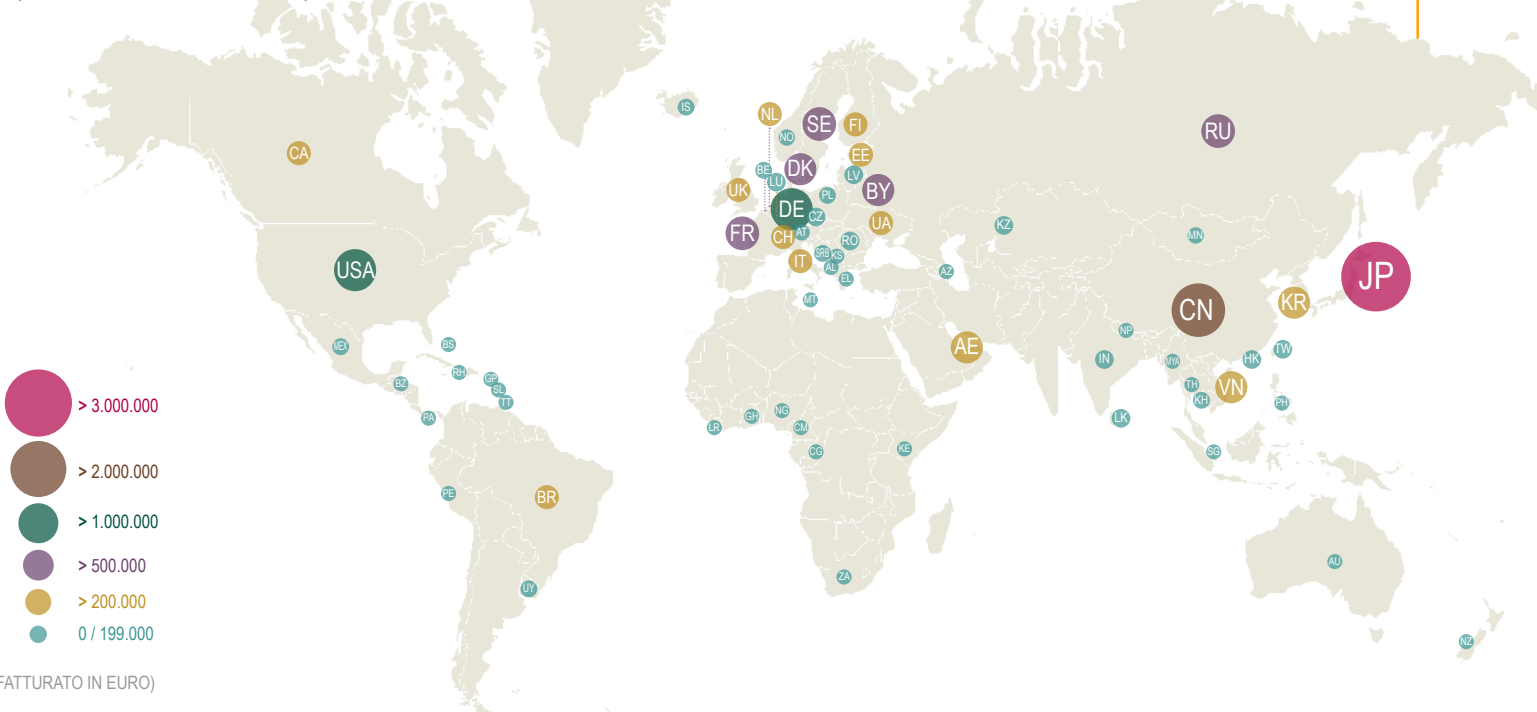 IS
NL
SE
FI
RU
NO
CA
EE
BE
DK
LU
LV
UK
BY
PL
DE
CZ
UA
KZ
FR
CH
AT
MN
RO
SRB
KS
IT
AL
USA
AZ
EL
JP
MT
CN
KR
NP
BS
MEX
AE
TW
IN
MYA
HK
RH
GP
BZ
SL
TH
VN
TT
KH
PH
> 3.000.000
PA
LR
GH
NG
CM
LK
CG
KE
SG
> 2.000.000
PE
BR
> 1.000.000
> 500.000
AU
ZA
UY
> 200.000
0 / 199.000
NZ
FATTURATO IN EURO)